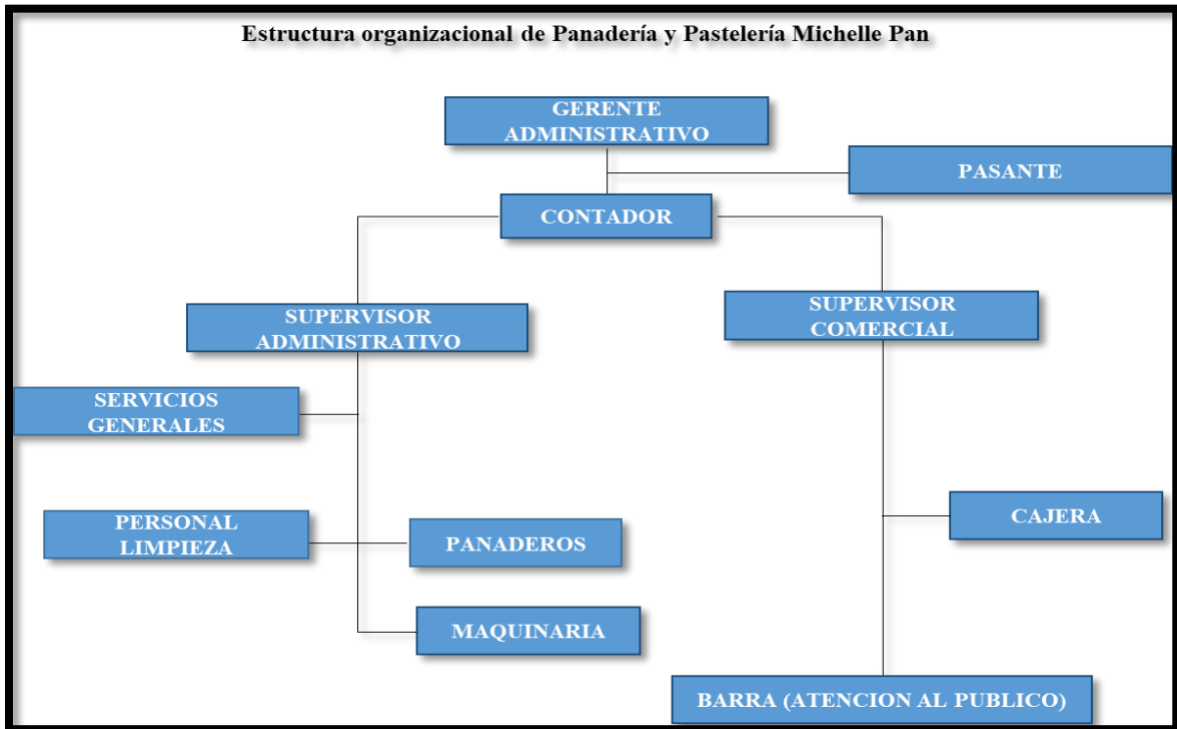 Estructura organizacional de Panadería y Pastelería Michelle Pan
GERENTE
ADMINISTRATIVO
PASANTE
CONTADOR
SUPERVISOR
ADMINISTRATIVO
SUPERVISOR
COMERCIAL
SERVICIOS
GENERALES
PERSONAL
LIMPIEZA
PANADEROS
CAJERA
MAQUINARIA
BARRA (ATENCION AL PUBLICO)